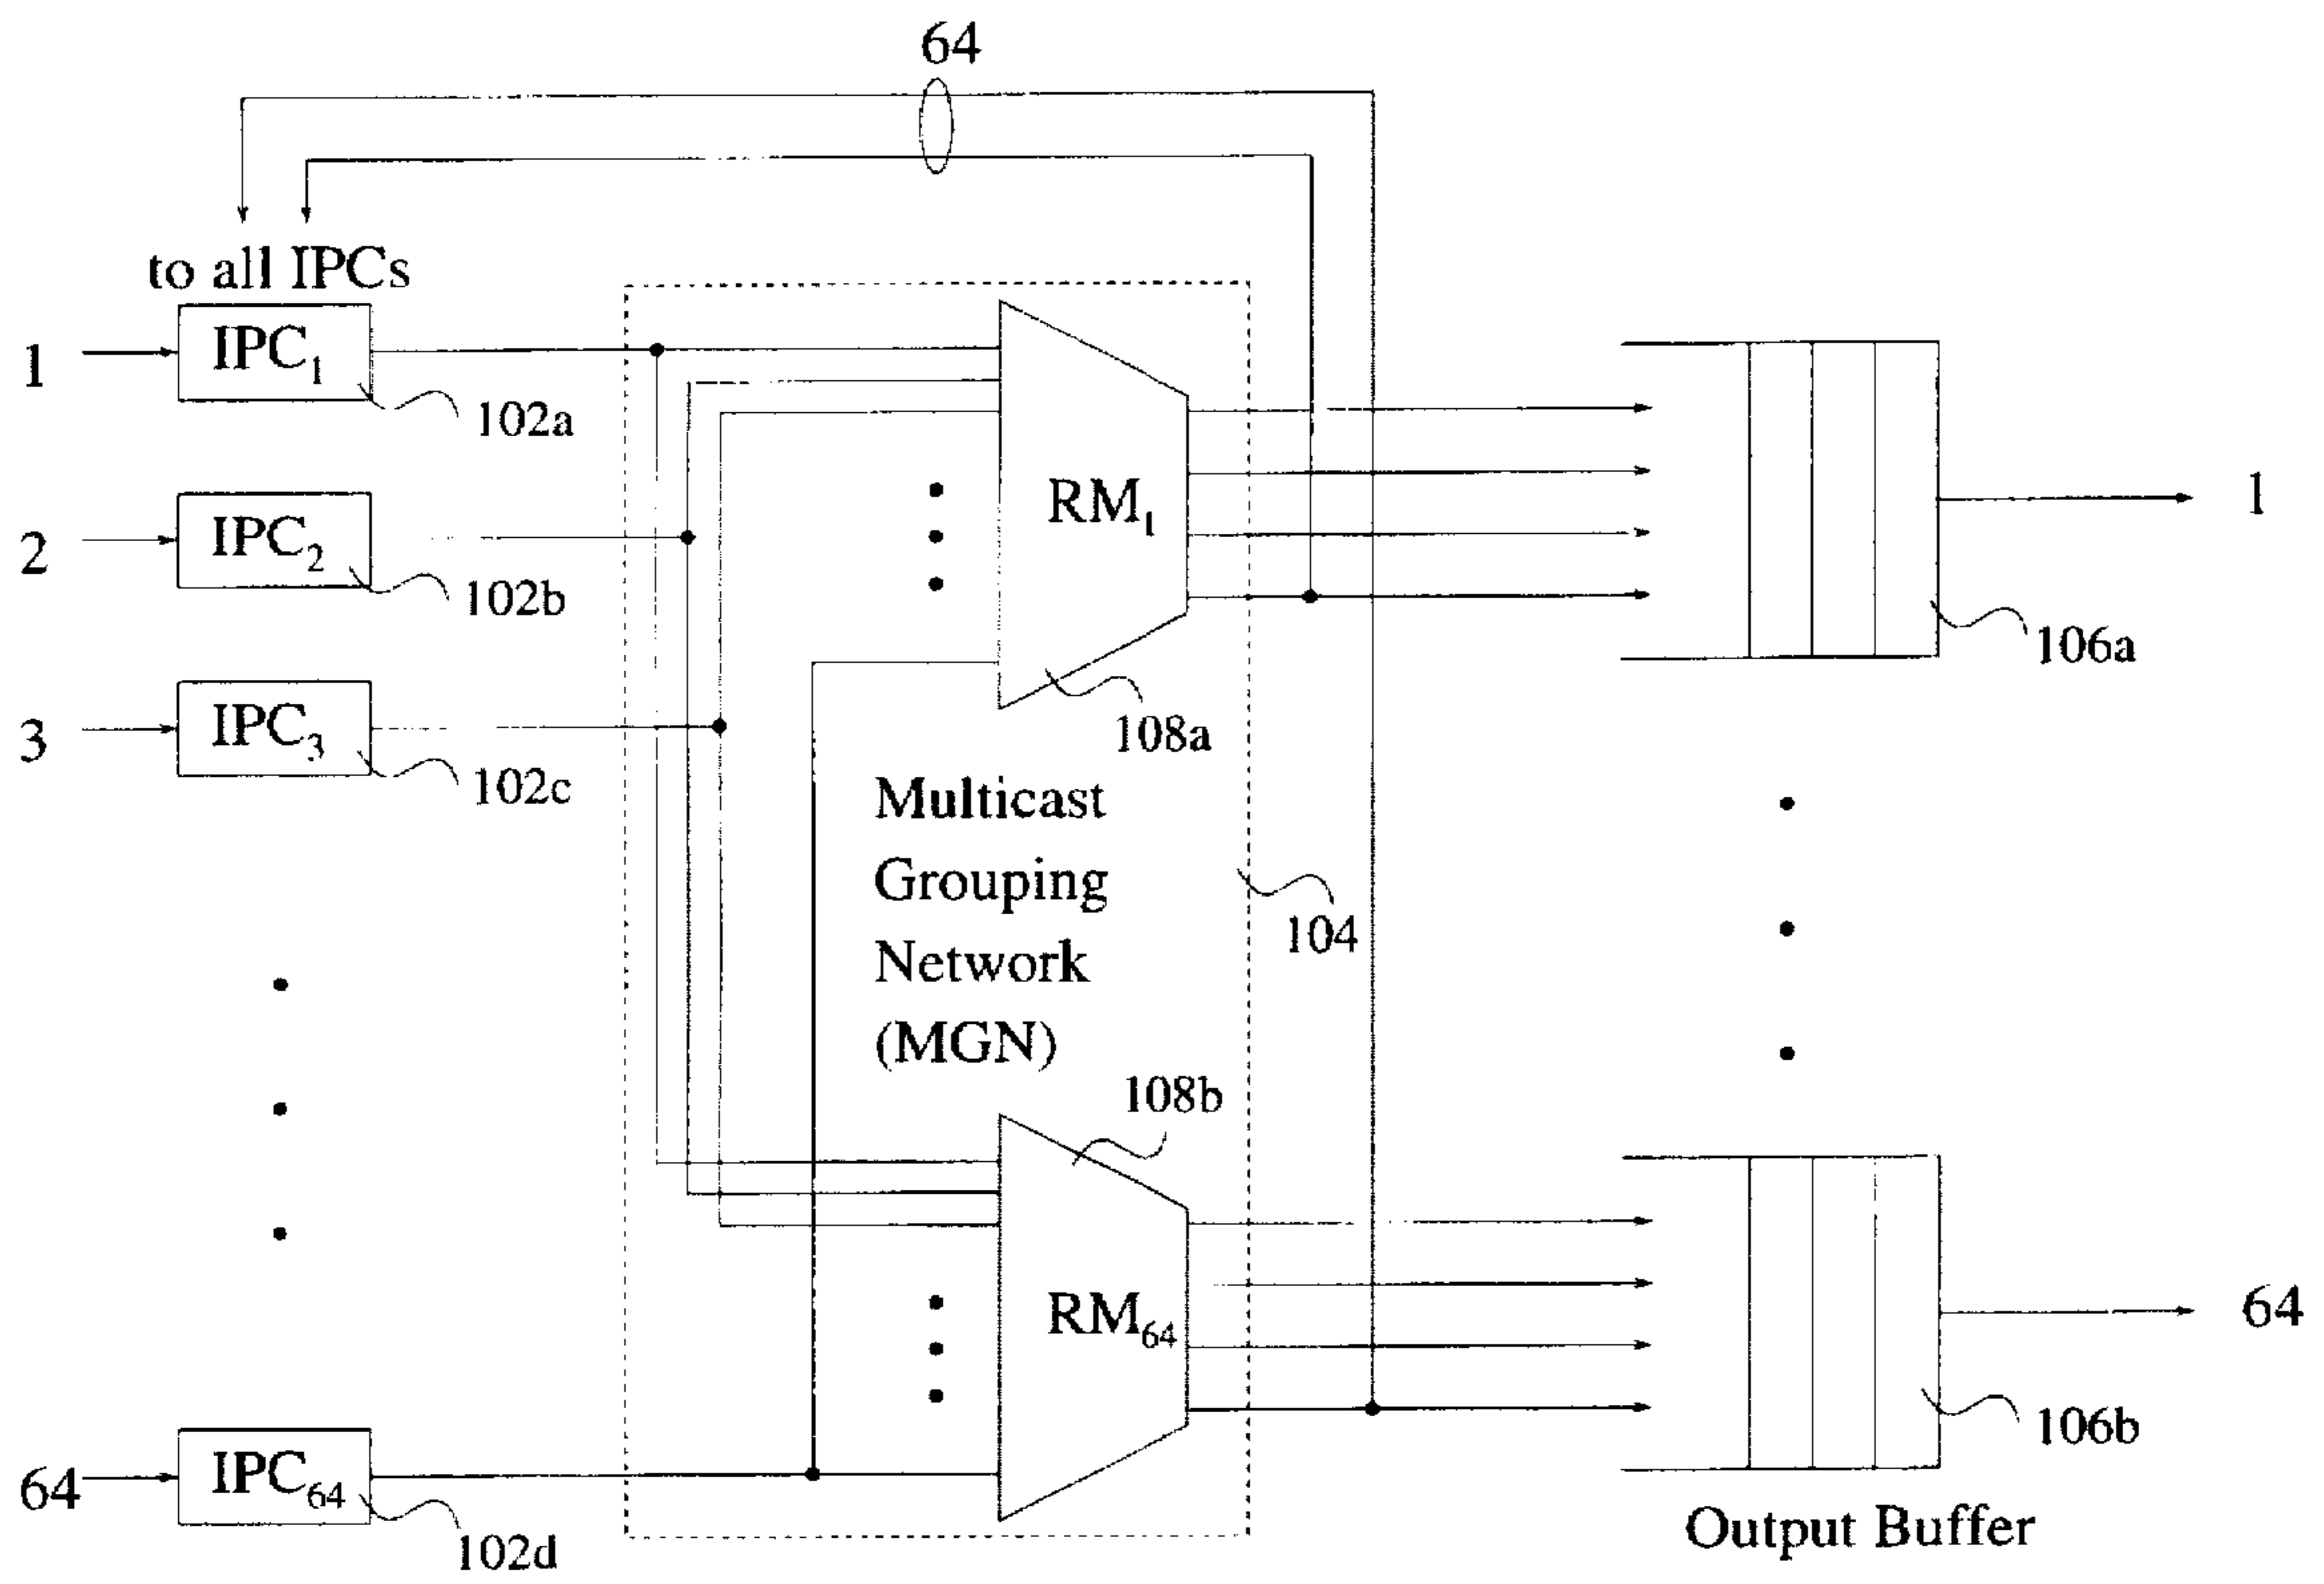 64
to all IPCs
1
IPC1
102a
RM1
1
2
IPC2
102b
106a
3
IPC3
102c
108a
Multicast
Grouping
Network
(MGN)
104
108b
RM64
64
106b
64
IPC64
102d
Output Buffer